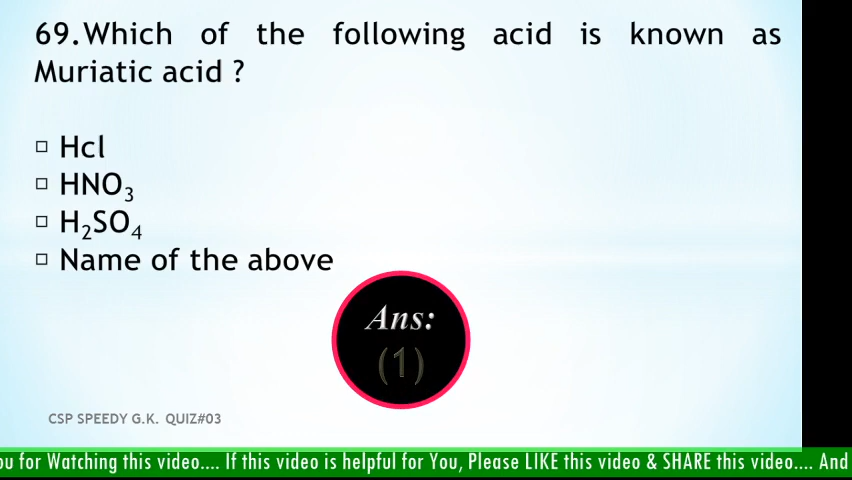 69.Which of the following acid is known as
Muriatic acid ?
Hcl
HNO₃
H₂SO₄
Name of the above
Ans:
(1)
CSP SPEEDY G.K. QUIZ#03
ou for Watching this video.... If this video is helpful for You, Please LIKE this video & SHARE this video.... And